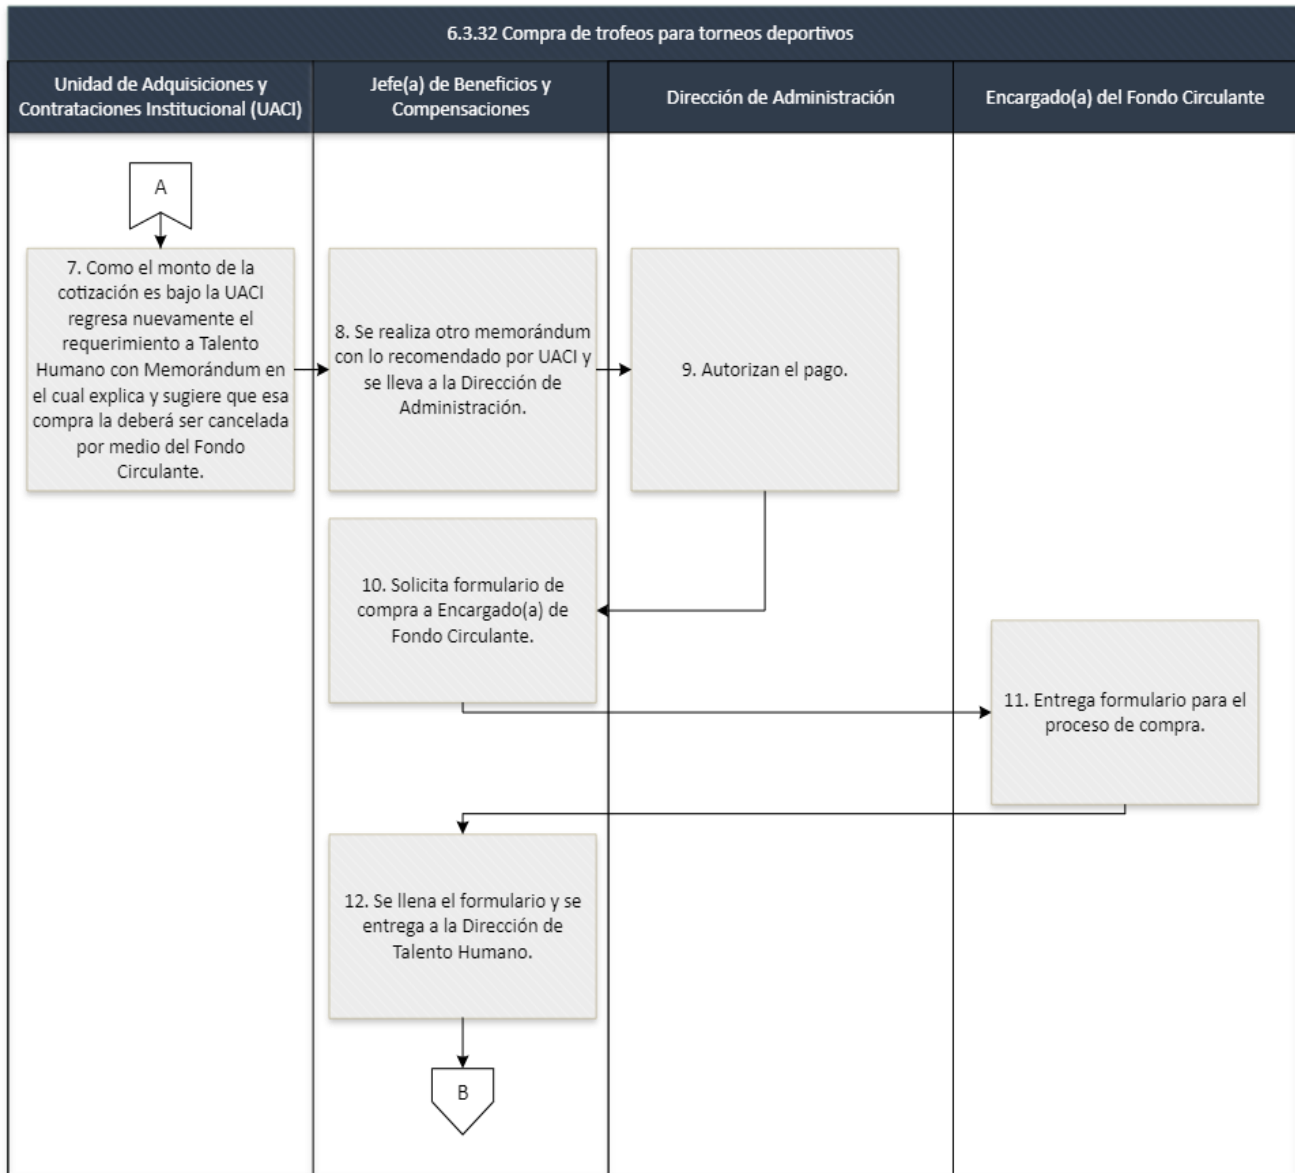 6.3.32 Compra de trofeos para torneos deportivos
Unidad de Adquisiciones y
Contrataciones Institucional (UACI)
Jefe(a) de Beneficios y
Compensaciones
Dirección de Administración
Encargado(a) del Fondo Circulante
A
7. Como el monto de la
cotización es bajo la UACI
regresa nuevamente el
requerimiento a Talento
Humano con Memorándum en
el cual explica y sugiere que esa
compra la deberá ser cancelada
por medio del Fondo
Circulante.
8. Se realiza otro memorándum
con lo recomendado por UACI y
se lleva a la Dirección de
Administración.
9. Autorizan el pago.
10. Solicita formulario de
compra a Encargado(a) de
Fondo Circulante.
11. Entrega formulario para el
proceso de compra.
12. Se llena el formulario y se
entrega a la Dirección de
Talento Humano.
B